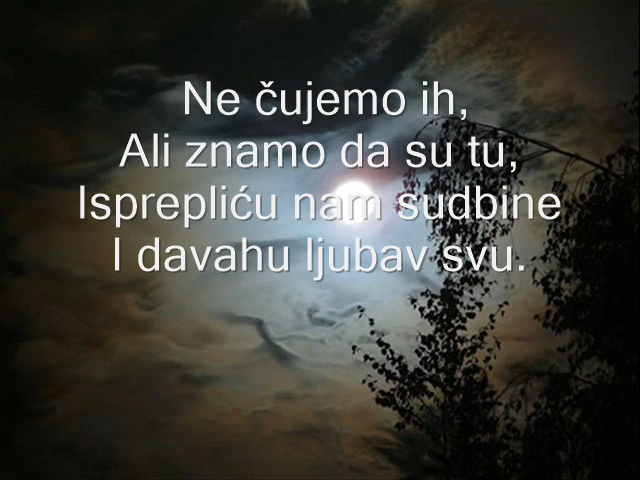 Ne čujemo ih,
Ali znamo da su tu,
Isprepliću nam sudbine
I davahu ljubav svu.